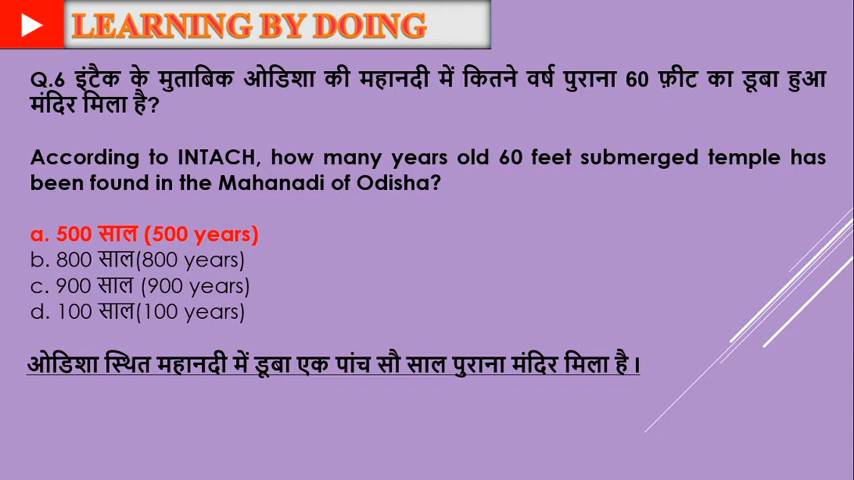 LEARNING BY DOING
Q.6 इंटैक के मुताबिक ओडिशा की महानदी में कितने वर्ष पुराना 60 फ़ीट का डूबा हुआ
मंदिर मिला है?
According to INTACH, how many years old 60 feet submerged temple has
been found in the Mahanadi of Odisha?
a. 500 साल (500 years)
b. 800 साल(800 years)
c. 900 साल (900 years)
d. 100 साल(100 years)
ओडिशा स्थित महानदी में डूबा एक पांच सौ साल पुराना मंदिर मिला है ।